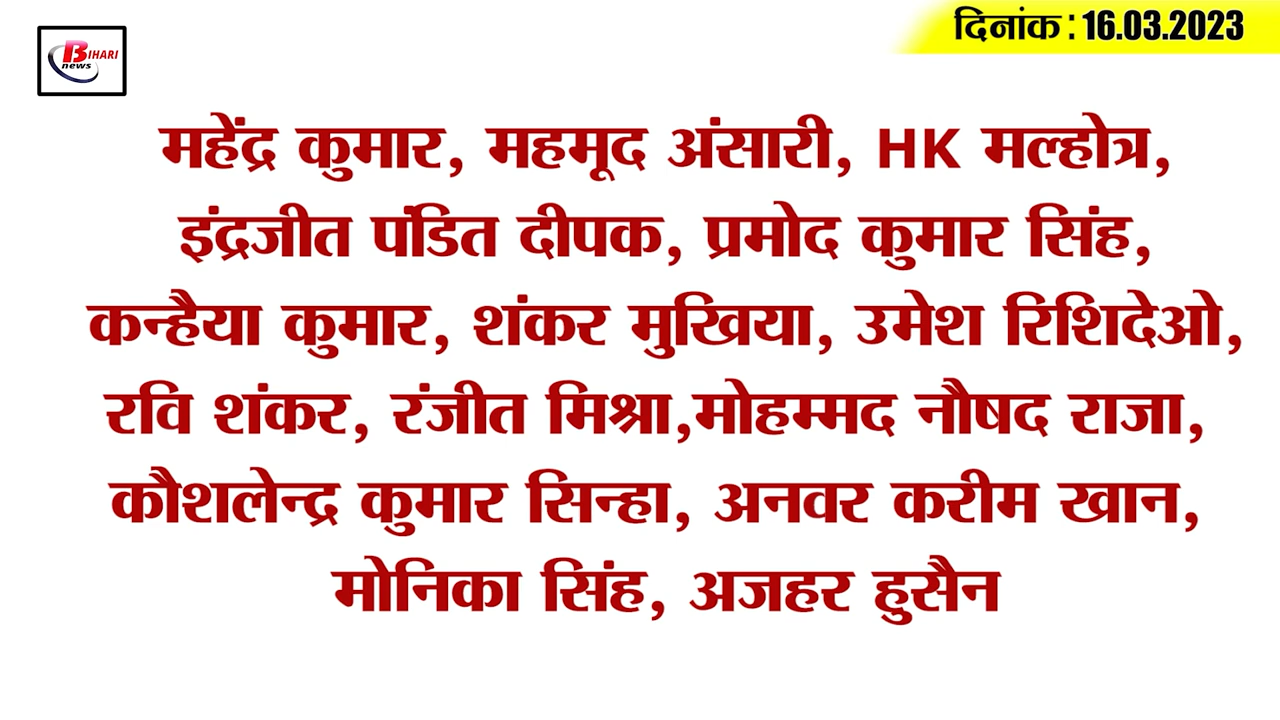 BIHARI
news
दिनांक : 16.03.2023
महेंद्र कुमार, महमूद अंसारी, HK मल्होत्र,
इंद्रजीत पंडित दीपक, प्रमोद कुमार सिंह,
कन्हैया कुमार, शंकर मुखिया, उमेश रिशिदेओ,
रवि शंकर, रंजीत मिश्रा,मोहम्मद नौषद राजा,
कौशलेन्द्र कुमार सिन्हा, अनवर करीम खान,
मोनिका सिंह, अजहर हुसैन